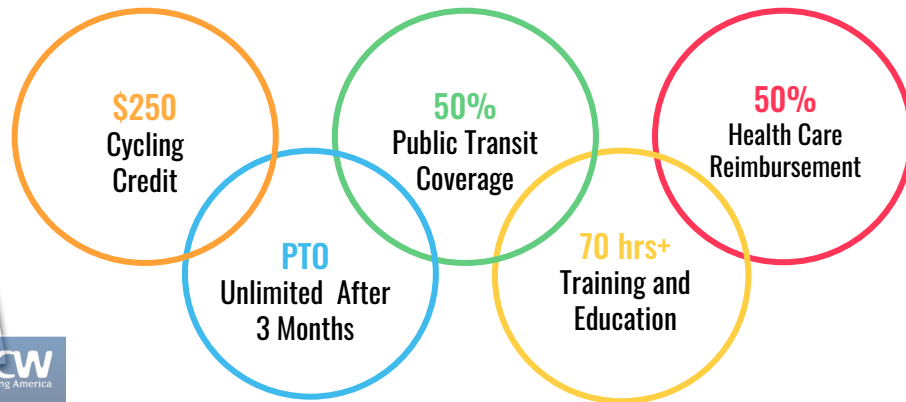 $250
Cycling
Credit
50%
Public Transit
Coverage
50%
Health Care
Reimbursement
PTO
Unlimited After
3 Months
70 hrs+
Training and
Education
CW
ng America